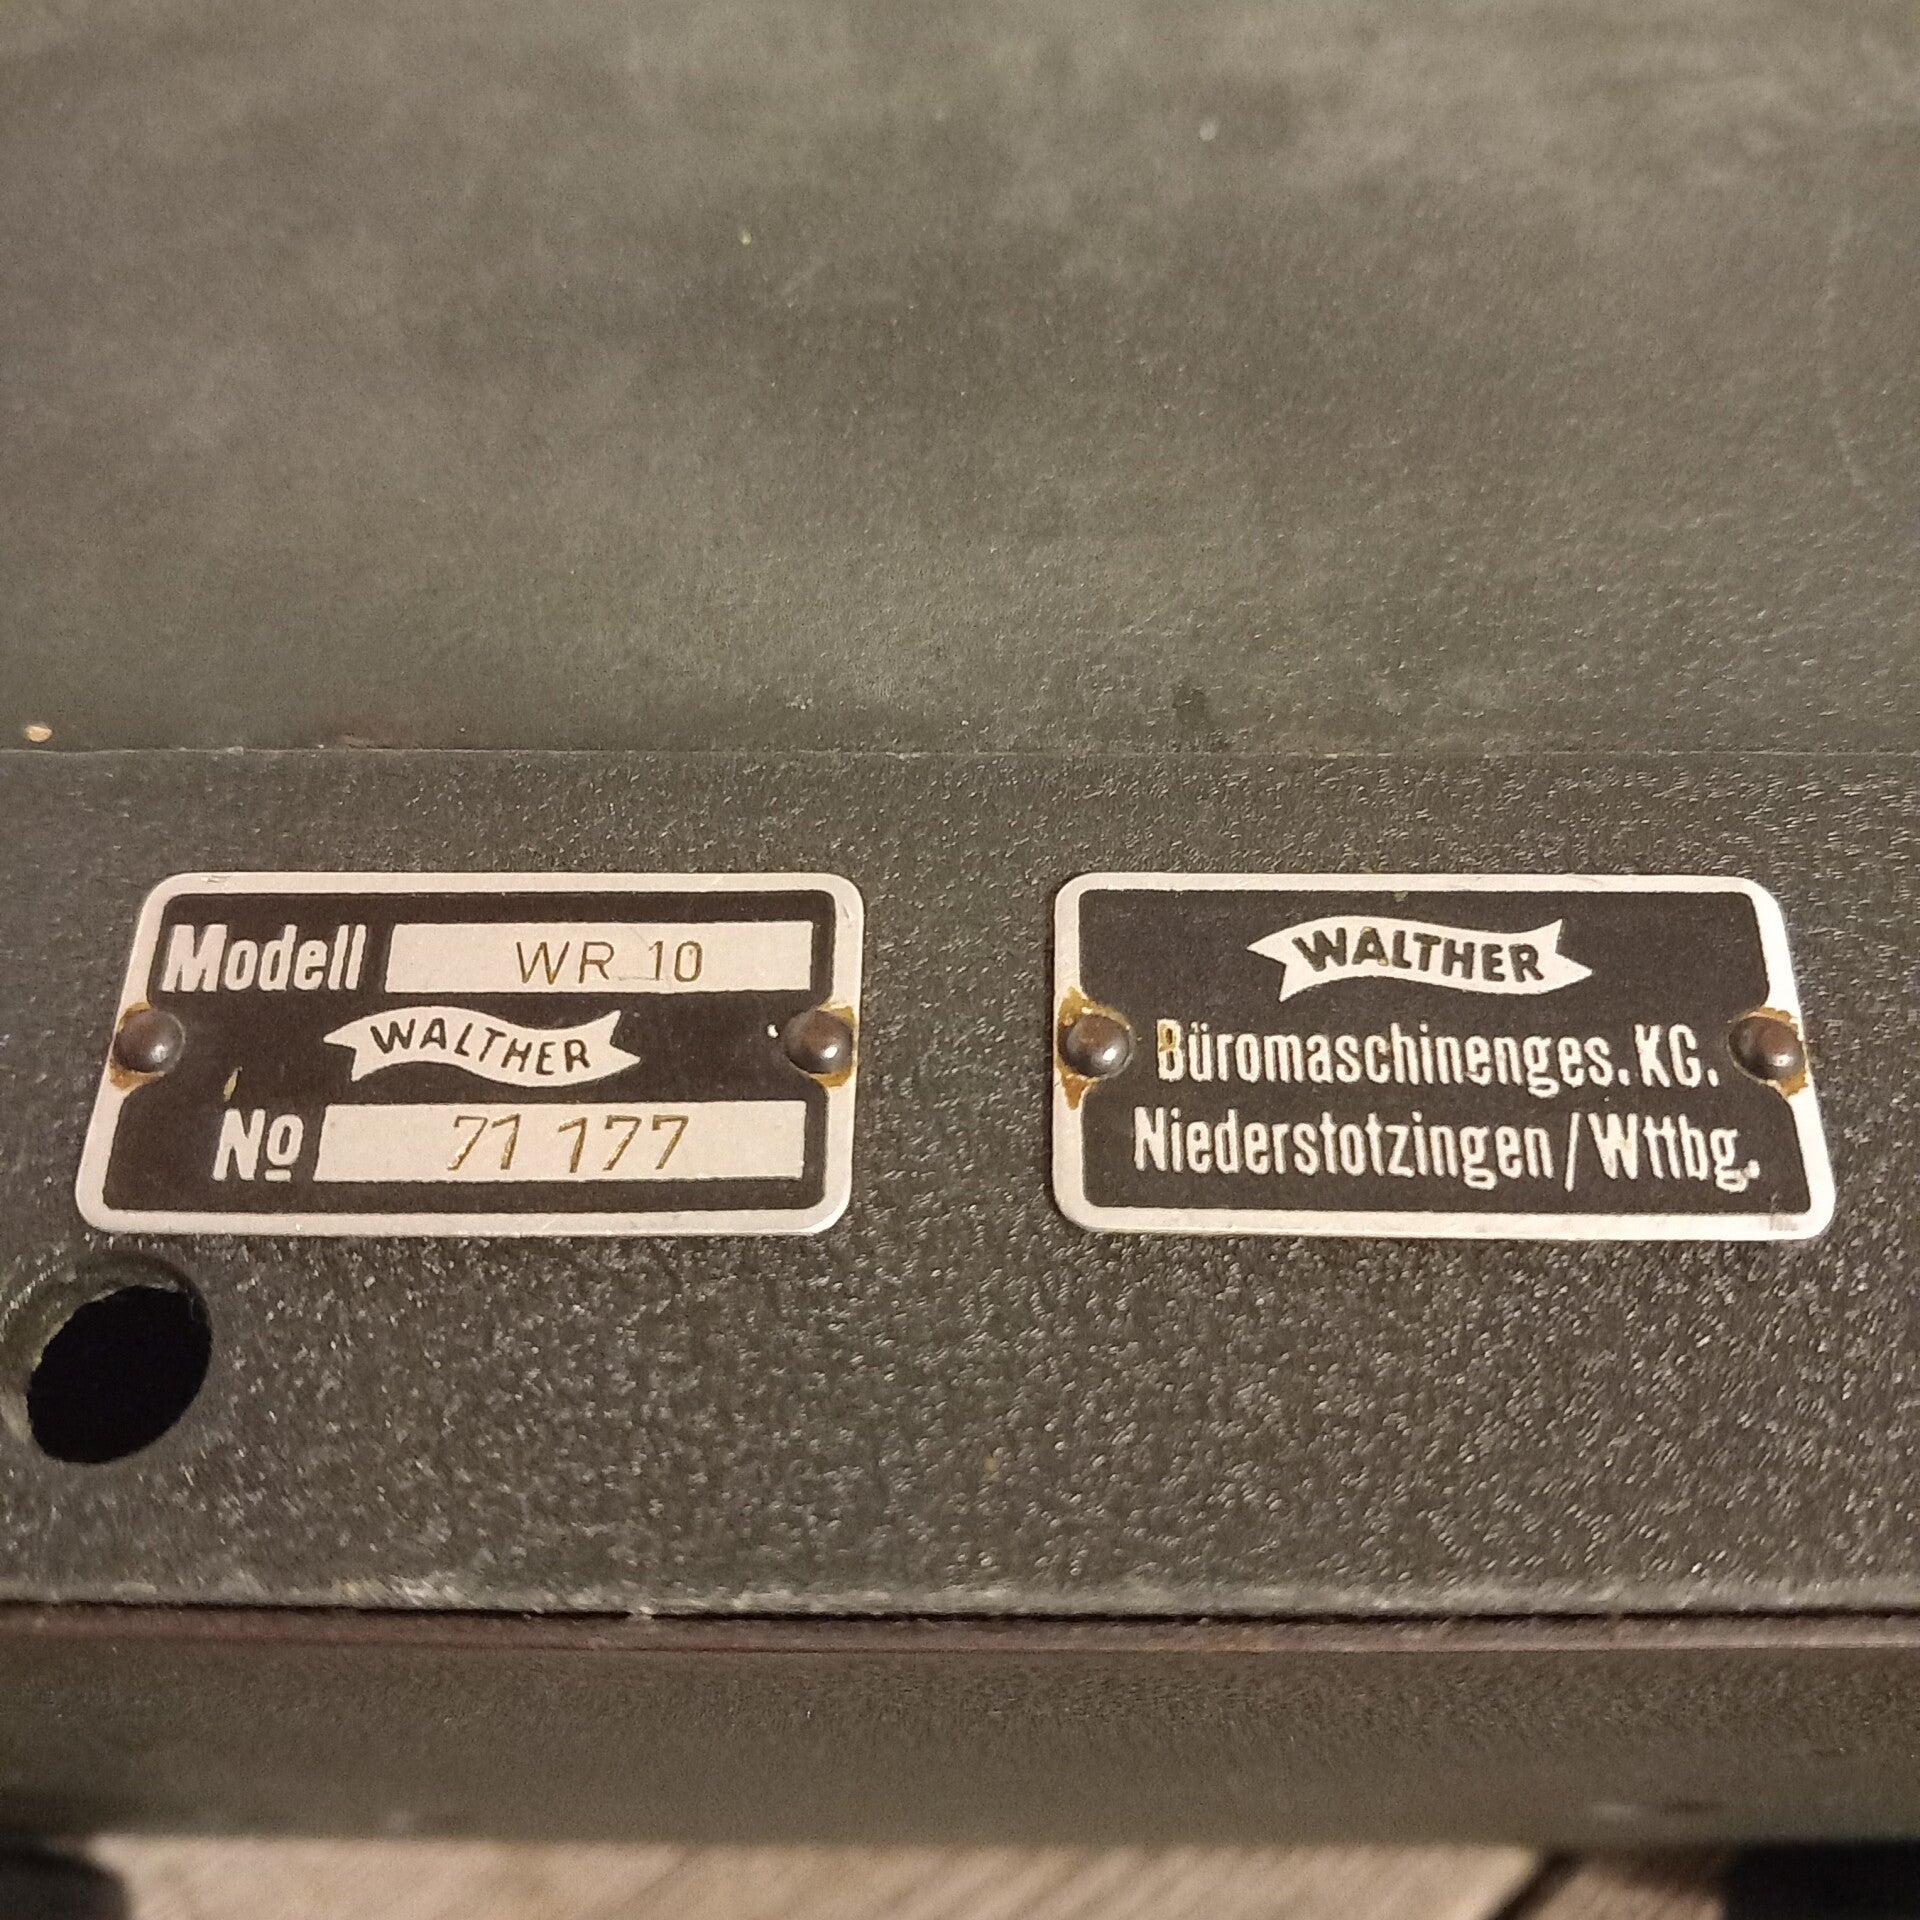 Modell WR 10
WALTHER
No 71 177
WALTHER
Büromaschinenges. KG.
Niederstotzingen/Wttbg.